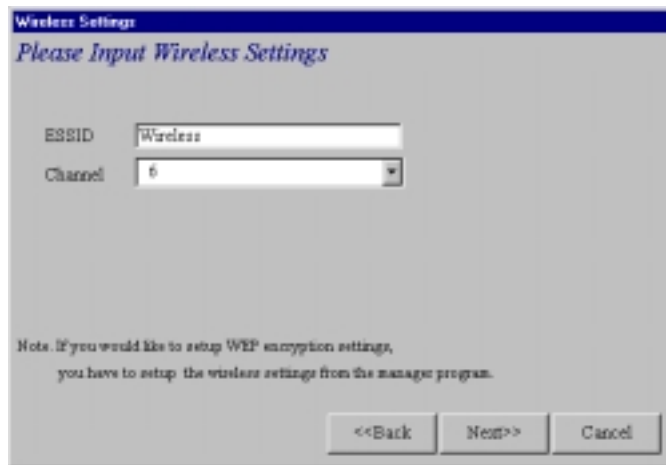 Wireless Settings
Please Input Wireless Settings
ESSID Wireless
Channel 6
Note. If you would like to setup WEP encryption settings,
you have to setup the wireless settings from the manager program.
<<Back Next>> Cancel